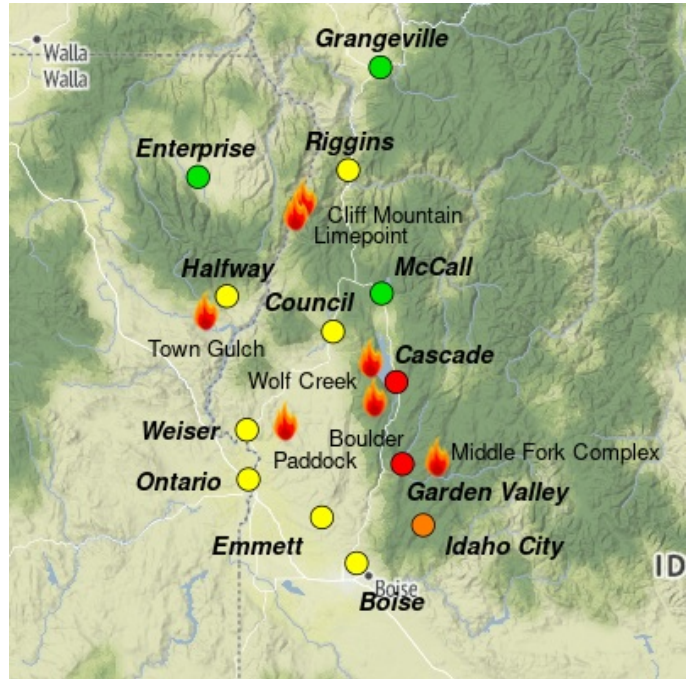 Grangeville
Walla
Walla
Enterprise
Riggins
Cliff Mountain
Limepoint
Halfway
McCall
Council
Town Gulch
Cascade
Wolf Creek
Weiser
Boulder
Paddock
Middle Fork Complex
Ontario
Garden Valley
Emmett
Idaho City
ID
Boise
Boise